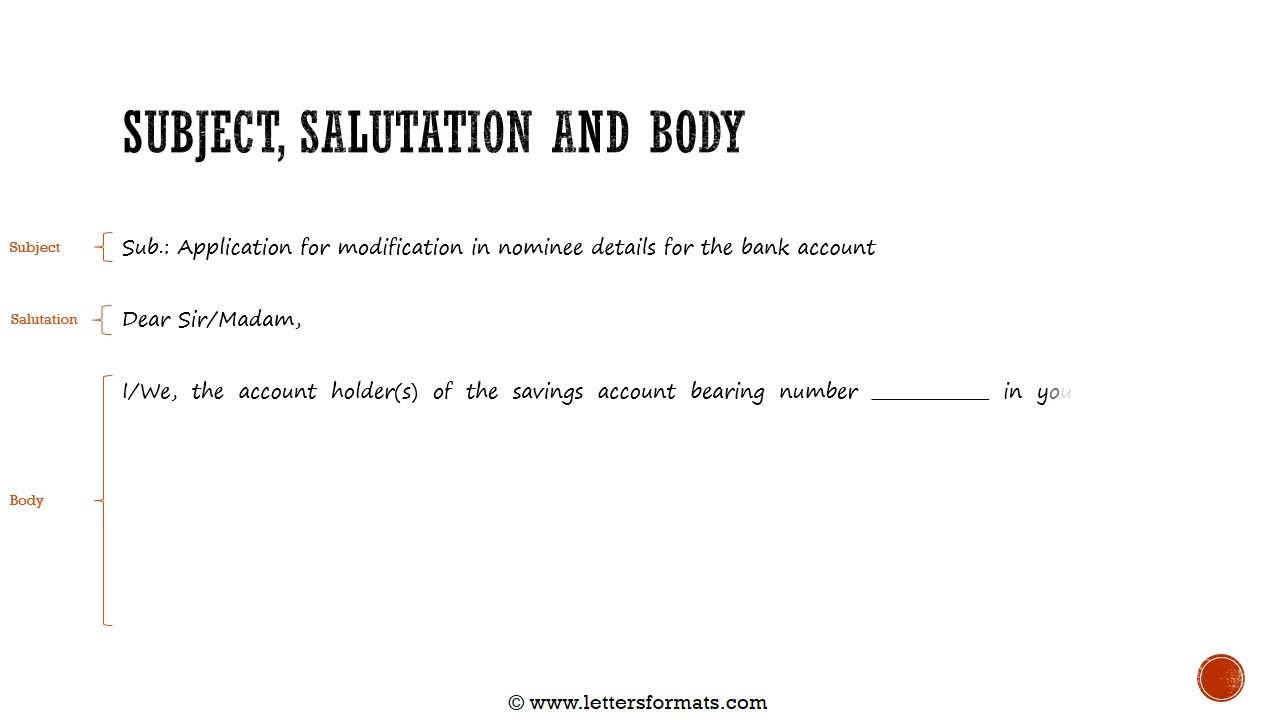 SUBJECT, SALUTATION AND BODY
Subject
Sub.: Application for modification in nominee details for the bank account
Salutation
Dear Sir/Madam,
I/We, the account holder(s) of the savings account bearing number __________ in you
Body
© www.lettersformats.com